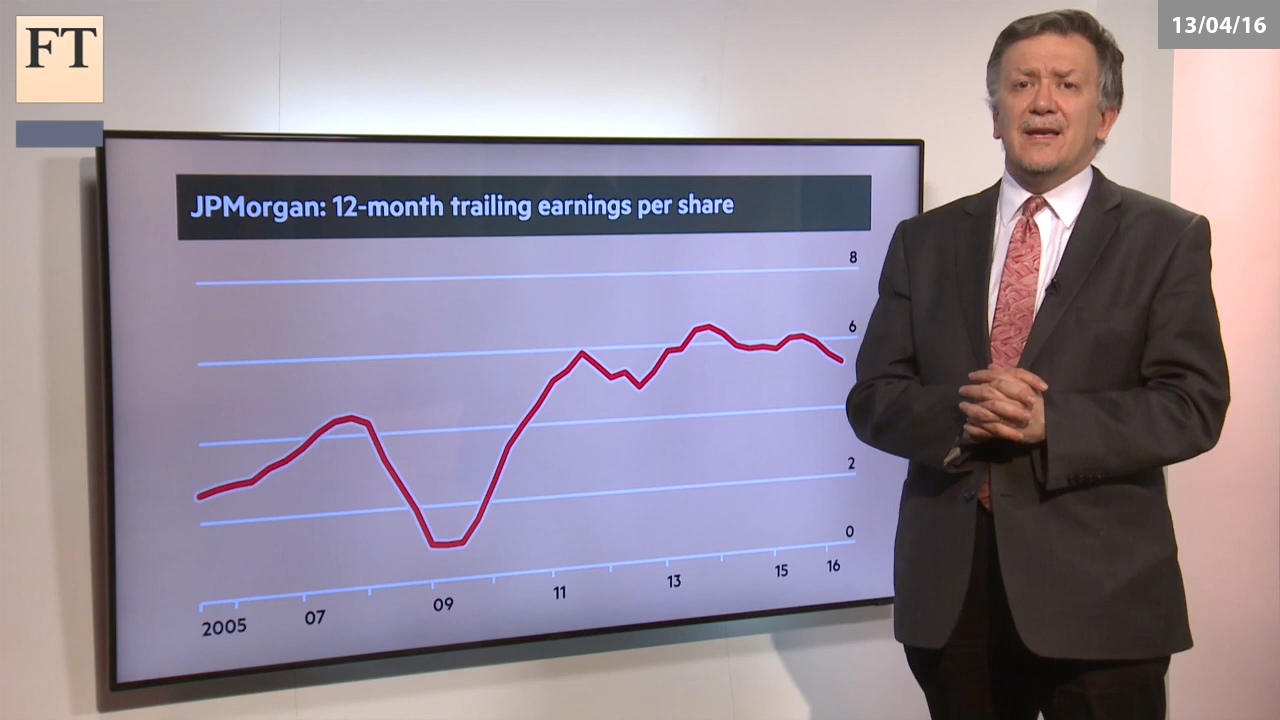 FT
13/04/16
JPMorgan: 12-month trailing earnings per share
8
6
2
0
2005 07 09 11 13 15 16